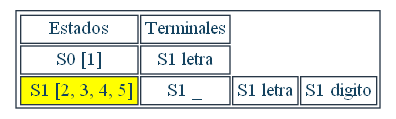 Estados Terminales
S0 [1] S1 letra
S1 [2, 3, 4, 5] S1 _ S1 letra S1 digito